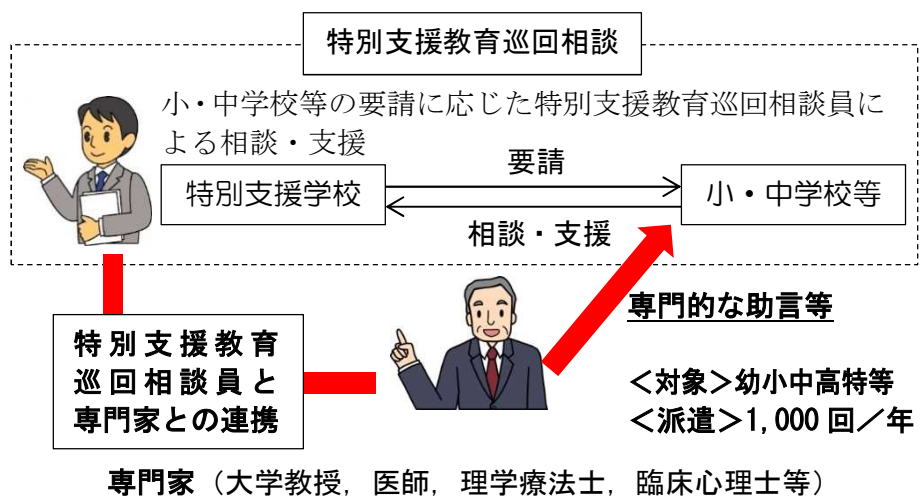 特別支援教育巡回相談
小・中学校等の要請に応じた特別支援教育巡回相談員に
よる相談・支援
要請
特別支援学校
小・中学校等
相談・支援
専門的な助言等
特別支援教育
巡回相談員と
専門家との連携
＜対象＞幼小中高特等
＜派遣＞1,000回／年
専門家（大学教授，医師，理学療法士，臨床心理士等）